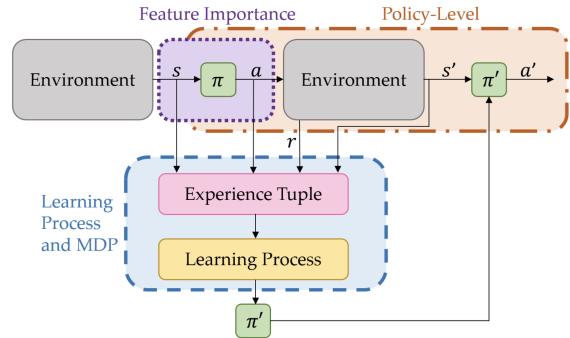 Feature Importance
Policy-Level
Environment
s
π
a
Environment
s′
π′
a′
r
Learning
Process
and MDP
Experience Tuple
Learning Process
π′